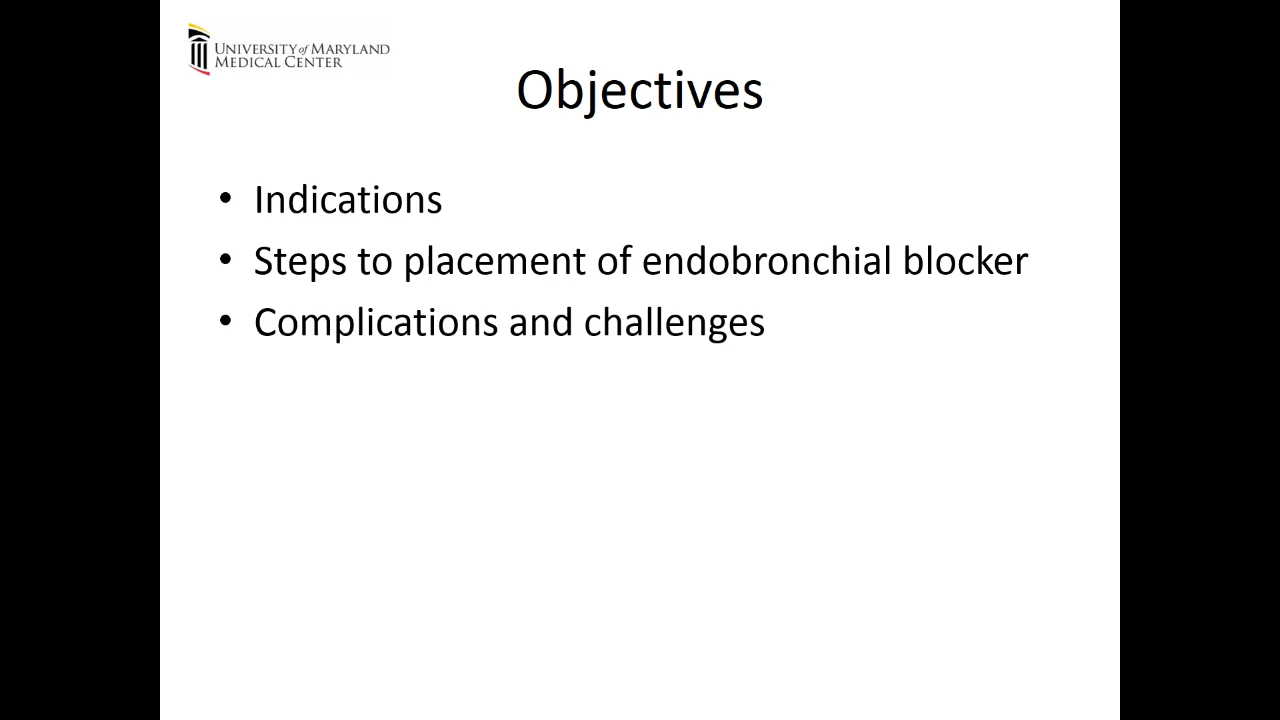 UNIVERSITY of MARYLAND
MEDICAL CENTER
Objectives
• Indications
• Steps to placement of endobronchial blocker
• Complications and challenges